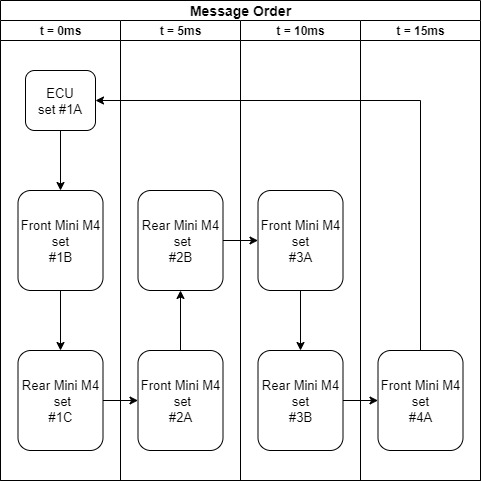 Message Order
t = 0ms
t = 5ms
t = 10ms
t = 15ms
ECU
set #1A
Front Mini M4
set
#1B
Rear Mini M4
set
#2B
Front Mini M4
set
#3A
Rear Mini M4
set
#1C
Front Mini M4
set
#2A
Rear Mini M4
set
#3B
Front Mini M4
set
#4A